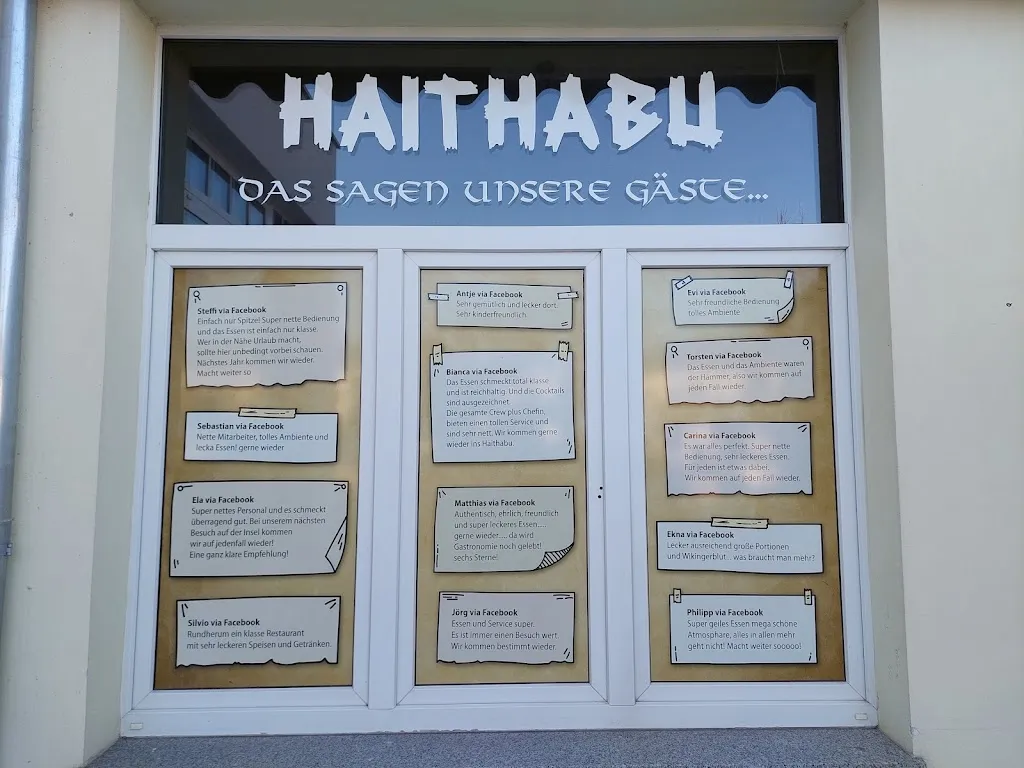 HAITHABU
DAS SAGEN UNSERE GÄSTE...
Steffi via Facebook
Einfach nur Spitze! Super nette Bedienung
und das Essen ist einfach nur klasse.
Wer in der Nähe Urlaub macht,
sollte hier unbedingt vorbei schauen.
Nächstes Jahr kommen wir wieder.
Macht weiter so
Sebastian via Facebook
Nette Mitarbeiter, tolles Ambiente und
lecka Essen! gerne wieder
Ela via Facebook
Super nettes Personal und es schmeckt
überragend gut. Bei unserem nächsten
Besuch auf der Insel kommen
wir auf jedenfall wieder!
Eine ganz klare Empfehlung!
Silvio via Facebook
Rundherum ein klasse Restaurant
mit sehr leckeren Speisen und Getränken.
Antje via Facebook
Sehr gemütlich und lecker dort.
Sehr kinderfreundlich.
Bianca via Facebook
Das Essen schmeckt total klasse
und ist reichhaltig. Und die Cocktails
sind ausgezeichnet.
Die gesamte Crew plus Chefin,
bieten einen tollen Service und
sind sehr nett. Wir kommen gerne
wieder ins Haithabu.
Matthias via Facebook
Authentisch, ehrlich, freundlich
und super leckeres Essen....
gerne wieder.... da wird
Gastronomie noch gelebt!
sechs Sterne!
Jörg via Facebook
Essen und Service super.
Es ist immer einen Besuch wert.
Wir kommen bestimmt wieder.
Evi via Facebook
Sehr freundliche Bedienung
tolles Ambiente
Torsten via Facebook
Das Essen und das Ambiente waren
der Hammer, also wir kommen auf
jeden Fall wieder.
Carina via Facebook
Es war alles perfekt. Super nette
Bedienung, sehr leckeres Essen.
Für jeden ist etwas dabei.
Wir kommen auf jeden Fall wieder.
Ekna via Facebook
Lecker ausreichend große Portionen
und Wikingerblut... was braucht man mehr?
Philipp via Facebook
Super geiles Essen mega schöne
Atmosphäre, alles in allen mehr
geht nicht! Macht weiter sooooo!